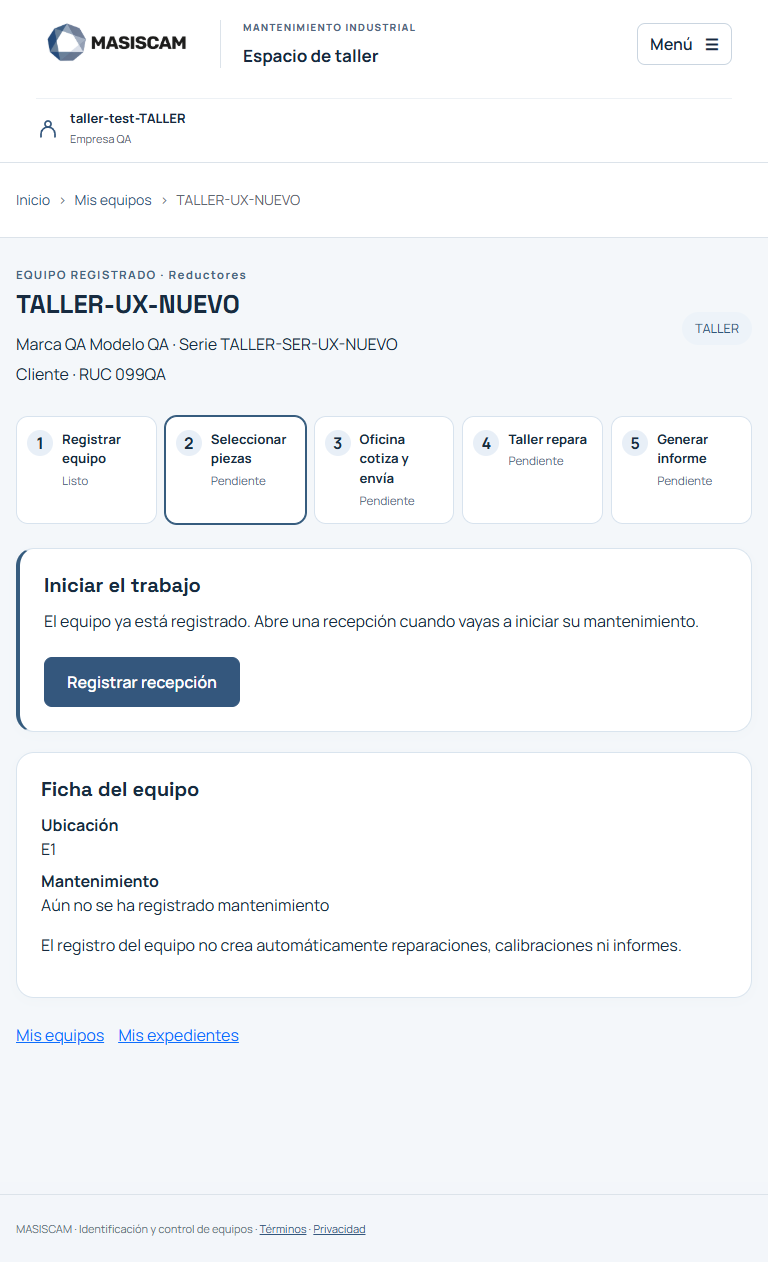 MASISCAM
MANTENIMIENTO INDUSTRIAL
Espacio de taller
Menú ☰
taller-test-TALLER
Empresa QA
Inicio › Mis equipos › TALLER-UX-NUEVO
EQUIPO REGISTRADO · Reductores
TALLER-UX-NUEVO
Marca QA Modelo QA · Serie TALLER-SER-UX-NUEVO
Cliente · RUC 099QA
TALLER
1 Registrar
equipo
Listo
2 Seleccionar
piezas
Pendiente
3 Oficina
cotiza y
envía
Pendiente
4 Taller repara
Pendiente
5 Generar
informe
Pendiente
Iniciar el trabajo
El equipo ya está registrado. Abre una recepción cuando vayas a iniciar su mantenimiento.
Registrar recepción
Ficha del equipo
Ubicación
E1
Mantenimiento
Aún no se ha registrado mantenimiento
El registro del equipo no crea automáticamente reparaciones, calibraciones ni informes.
Mis equipos Mis expedientes
MASISCAM · Identificación y control de equipos · Términos · Privacidad